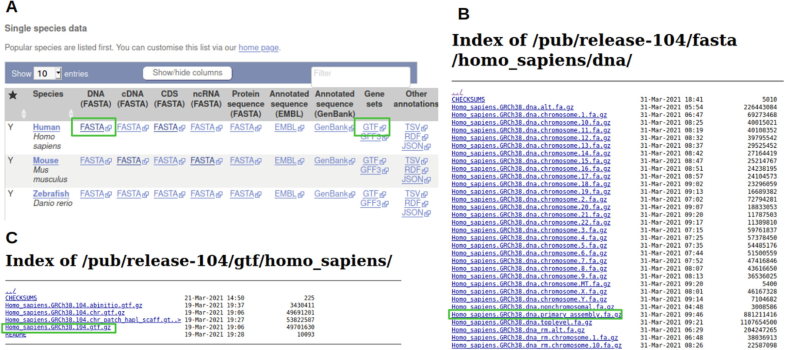 A
Single species data
Popular species are listed first. You can customise this list via our home page.
Show 10 entries Show/hide columns Filter
★ Species DNA (FASTA) cDNA (FASTA) CDS (FASTA) ncRNA (FASTA) Protein sequence (FASTA) Annotated sequence (EMBL) Annotated sequence (GenBank) Gene sets Other annotations
Y Human Homo sapiens FASTA FASTA FASTA FASTA FASTA EMBL GenBank GTF GFF3 TSV RDF JSON
Y Mouse Mus musculus FASTA FASTA FASTA FASTA FASTA EMBL GenBank GTF GFF3 TSV RDF JSON
Y Zebrafish Danio rerio FASTA FASTA FASTA FASTA FASTA EMBL GenBank GTF GFF3 TSV RDF JSON
B
Index of /pub/release-104/fasta
/homo_sapiens/dna/
../
CHECKSUMS 31-Mar-2021 18:41 5010
Homo_sapiens.GRCh38.dna.alt.fa.gz 31-Mar-2021 05:54 226443084
Homo_sapiens.GRCh38.dna.chromosome.1.fa.gz 31-Mar-2021 06:47 69273468
Homo_sapiens.GRCh38.dna.chromosome.10.fa.gz 31-Mar-2021 08:25 40015021
Homo_sapiens.GRCh38.dna.chromosome.11.fa.gz 31-Mar-2021 08:19 40108352
Homo_sapiens.GRCh38.dna.chromosome.12.fa.gz 31-Mar-2021 08:32 39795542
Homo_sapiens.GRCh38.dna.chromosome.13.fa.gz 31-Mar-2021 08:37 29525452
Homo_sapiens.GRCh38.dna.chromosome.14.fa.gz 31-Mar-2021 08:42 27164419
Homo_sapiens.GRCh38.dna.chromosome.15.fa.gz 31-Mar-2021 08:47 25214767
Homo_sapiens.GRCh38.dna.chromosome.16.fa.gz 31-Mar-2021 08:51 24238195
Homo_sapiens.GRCh38.dna.chromosome.17.fa.gz 31-Mar-2021 08:57 24104573
Homo_sapiens.GRCh38.dna.chromosome.18.fa.gz 31-Mar-2021 09:02 23296059
Homo_sapiens.GRCh38.dna.chromosome.19.fa.gz 31-Mar-2021 09:13 16689382
Homo_sapiens.GRCh38.dna.chromosome.2.fa.gz 31-Mar-2021 07:02 72794281
Homo_sapiens.GRCh38.dna.chromosome.20.fa.gz 31-Mar-2021 09:07 18833053
Homo_sapiens.GRCh38.dna.chromosome.21.fa.gz 31-Mar-2021 09:20 11787503
Homo_sapiens.GRCh38.dna.chromosome.22.fa.gz 31-Mar-2021 09:17 11389810
Homo_sapiens.GRCh38.dna.chromosome.3.fa.gz 31-Mar-2021 07:15 59761837
Homo_sapiens.GRCh38.dna.chromosome.4.fa.gz 31-Mar-2021 07:25 57378450
Homo_sapiens.GRCh38.dna.chromosome.5.fa.gz 31-Mar-2021 07:35 54485176
Homo_sapiens.GRCh38.dna.chromosome.6.fa.gz 31-Mar-2021 07:44 51500559
Homo_sapiens.GRCh38.dna.chromosome.7.fa.gz 31-Mar-2021 07:52 47416846
Homo_sapiens.GRCh38.dna.chromosome.8.fa.gz 31-Mar-2021 08:07 43616650
Homo_sapiens.GRCh38.dna.chromosome.9.fa.gz 31-Mar-2021 08:13 36536025
Homo_sapiens.GRCh38.dna.chromosome.MT.fa.gz 31-Mar-2021 09:20 5400
Homo_sapiens.GRCh38.dna.chromosome.X.fa.gz 31-Mar-2021 08:01 46167328
Homo_sapiens.GRCh38.dna.chromosome.Y.fa.gz 31-Mar-2021 09:14 7104682
Homo_sapiens.GRCh38.dna.nonchromosomal.fa.gz 31-Mar-2021 04:48 3008586
Homo_sapiens.GRCh38.dna.primary_assembly.fa.gz 31-Mar-2021 09:46 881211416
Homo_sapiens.GRCh38.dna.toplevel.fa.gz 31-Mar-2021 09:21 1107654500
Homo_sapiens.GRCh38.dna_rm.alt.fa.gz 31-Mar-2021 06:29 204247265
Homo_sapiens.GRCh38.dna_rm.chromosome.1.fa.gz 31-Mar-2021 06:48 38036913
Homo_sapiens.GRCh38.dna_rm.chromosome.10.fa.gz 31-Mar-2021 08:26 22587098
C
Index of /pub/release-104/gtf/homo_sapiens/
../
CHECKSUMS 21-Mar-2021 14:50 225
Homo_sapiens.GRCh38.104.abinitio.gtf.gz 19-Mar-2021 19:37 3430411
Homo_sapiens.GRCh38.104.chr.gtf.gz 19-Mar-2021 19:06 49691201
Homo_sapiens.GRCh38.104.chr_patch_hapl_scaff.gt..> 19-Mar-2021 19:27 53822587
Homo_sapiens.GRCh38.104.gtf.gz 19-Mar-2021 19:06 49701630
README 19-Mar-2021 19:28 10093